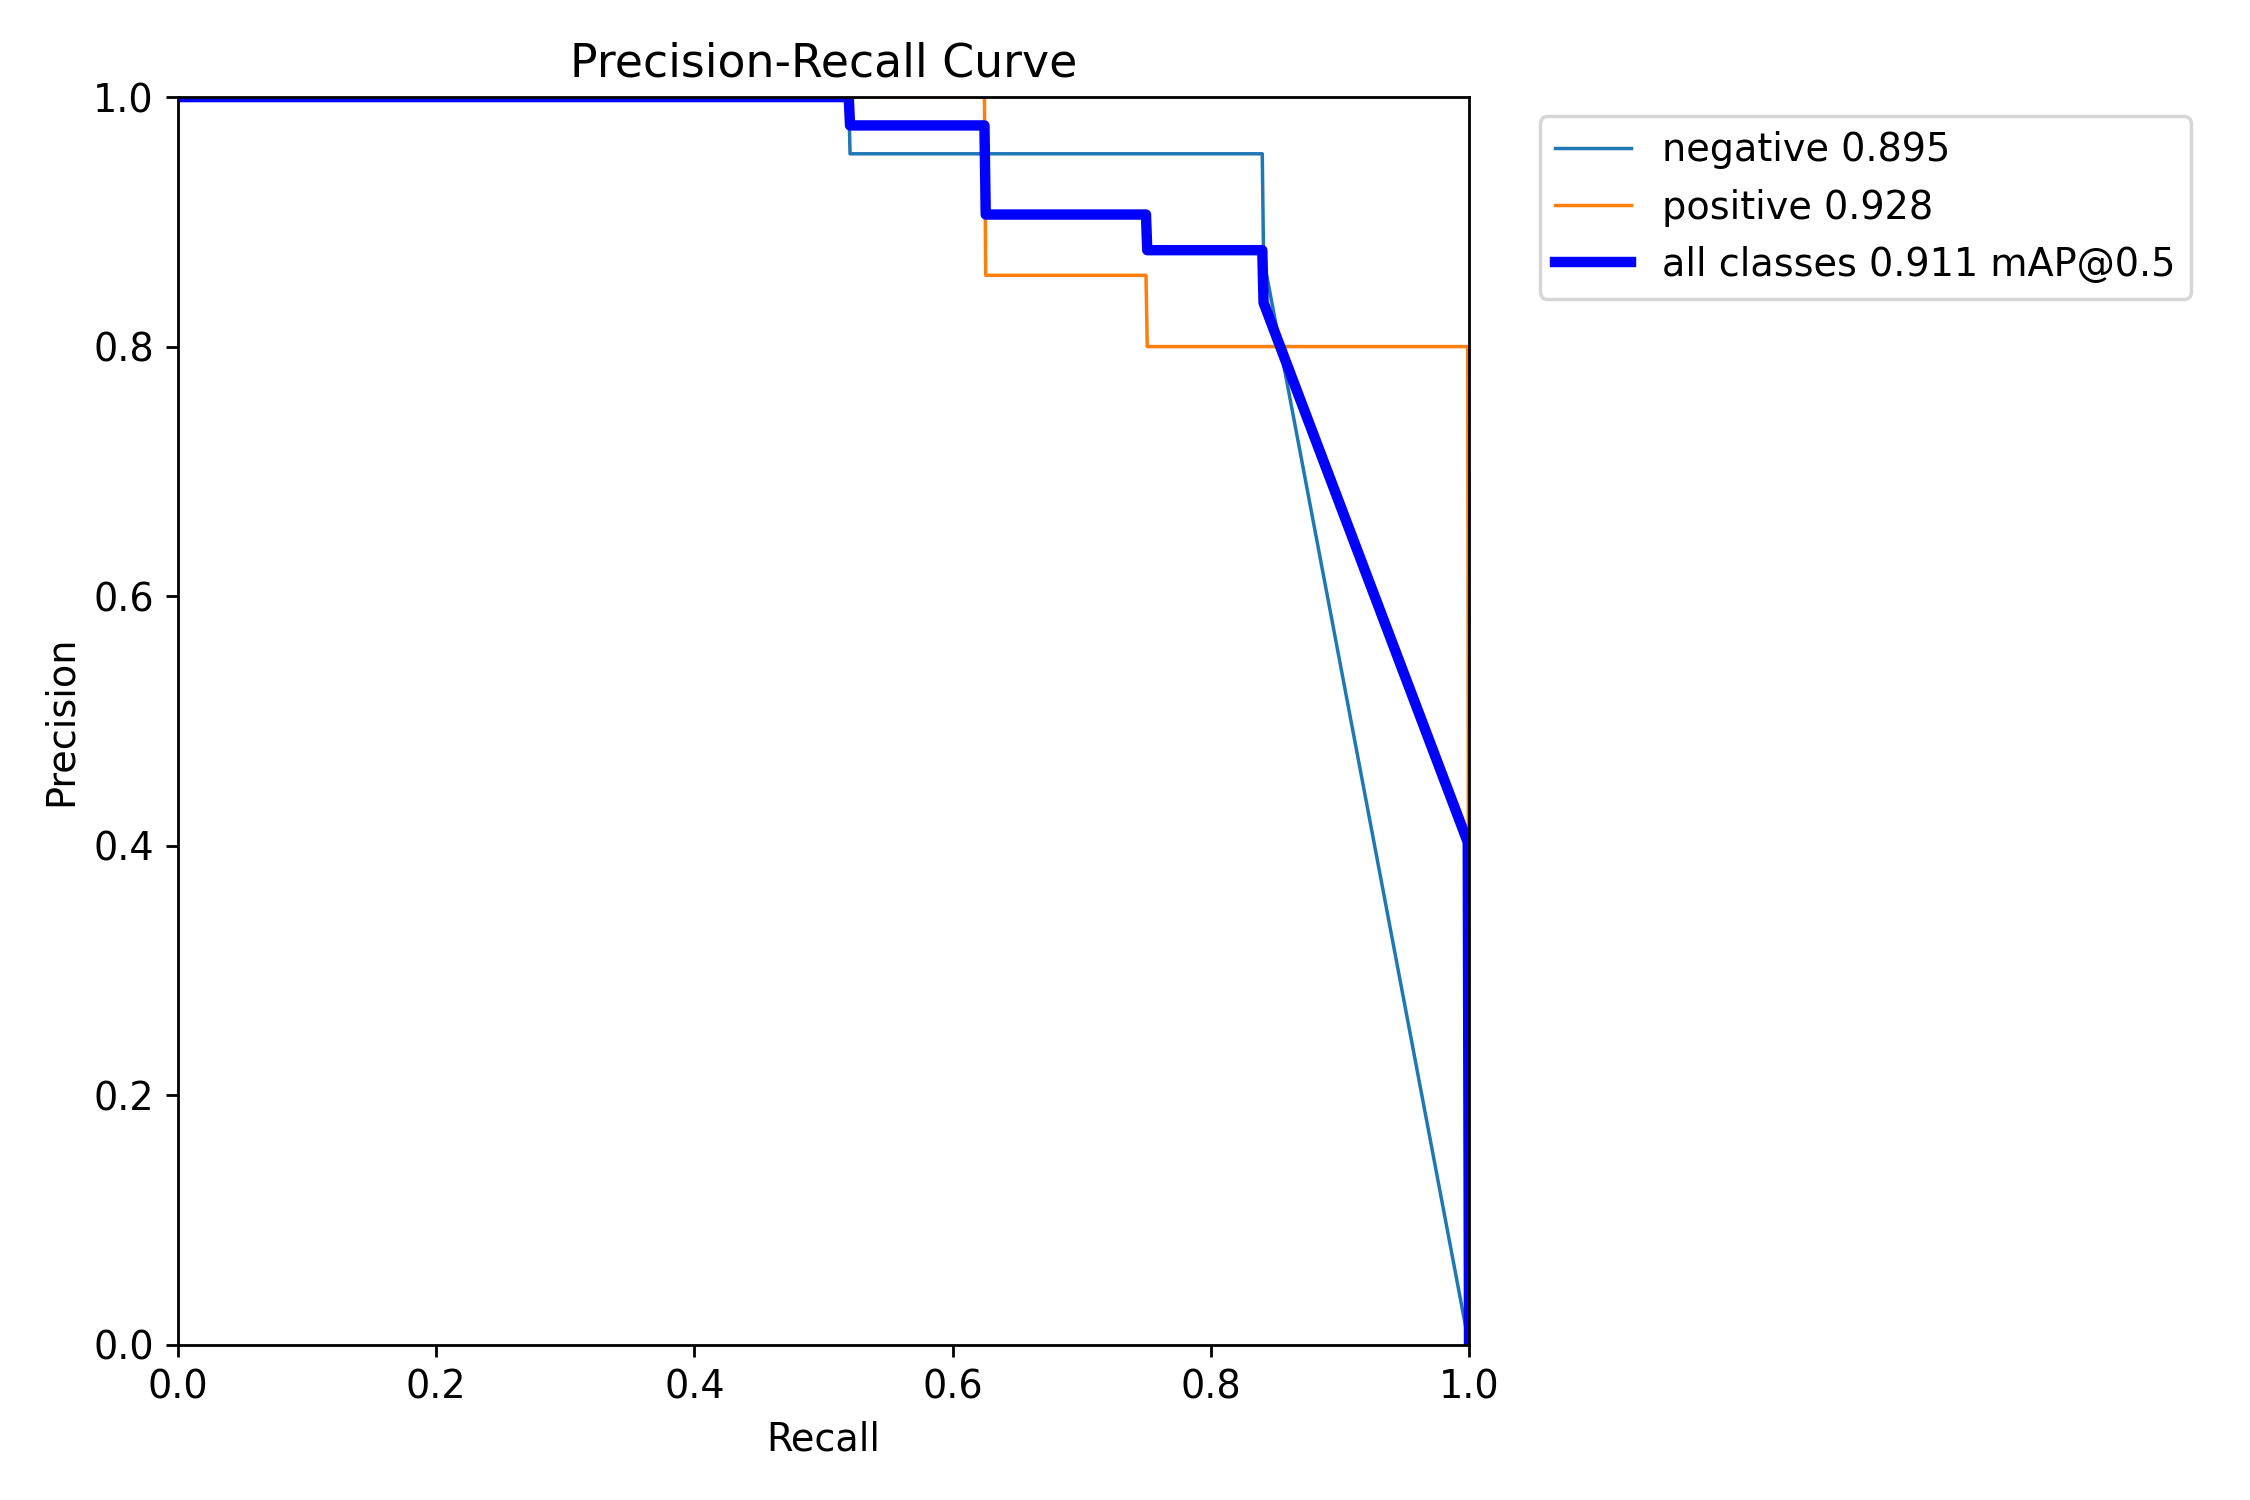 Precision-Recall Curve
1.0
0.8
0.6
0.4
0.2
0.0
Precision
0.0 0.2 0.4 0.6 0.8 1.0
Recall
negative 0.895
positive 0.928
all classes 0.911 mAP@0.5